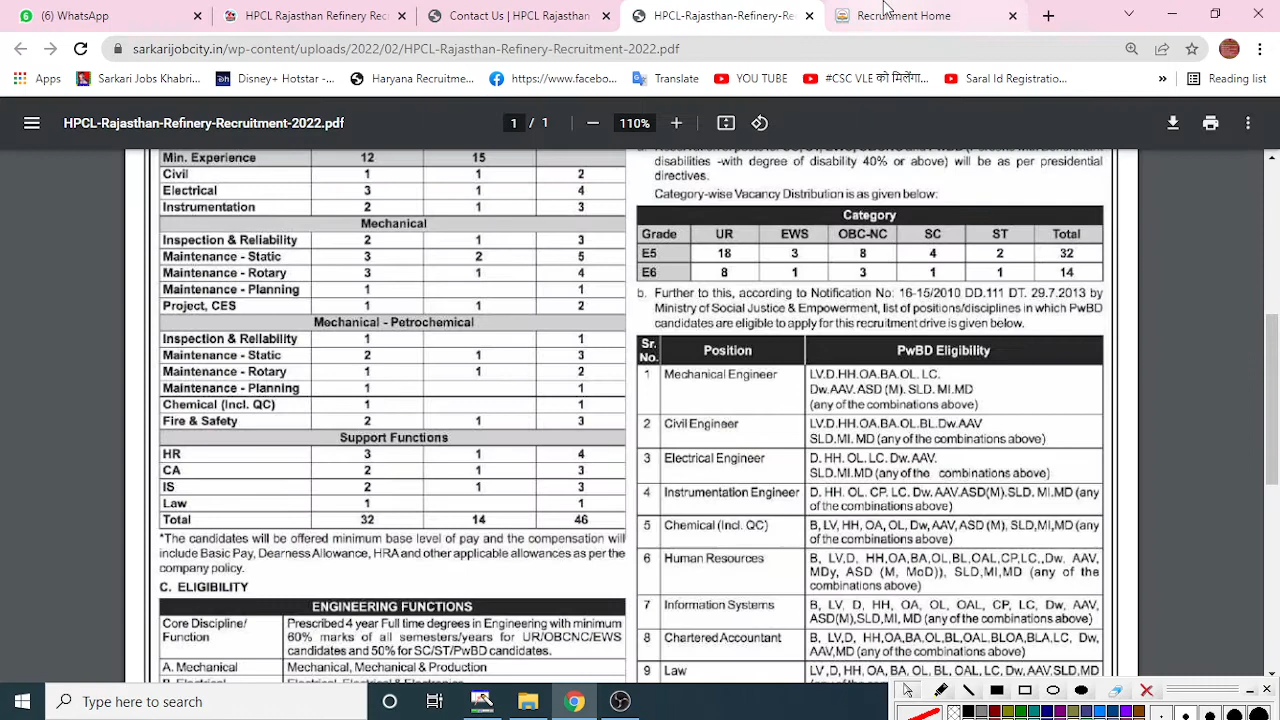 (6) WhatsApp
HPCL Rajasthan Refinery Rec
Contact Us | HPCL Rajasthan
HPCL-Rajasthan-Refinery-Re
Recruitment Home
sarkarijobcity.in/wp-content/uploads/2022/02/HPCL-Rajasthan-Refinery-Recruitment-2022.pdf
Apps
Sarkari Jobs Khabri...
Disney+ Hotstar -...
Haryana Recruitme...
https://www.facebo...
Translate
YOU TUBE
#CSC VLE को मिलेंगा...
Saral Id Registratio...
»
Reading list
HPCL-Rajasthan-Refinery-Recruitment-2022.pdf
1 / 1
110%
Min. Experience 12 15
Civil 1 1 2
Electrical 3 1 4
Instrumentation 2 1 3
Mechanical
Inspection & Reliability 2 1 3
Maintenance - Static 3 2 5
Maintenance - Rotary 3 1 4
Maintenance - Planning 1 1
Project, CES 1 1 2
Mechanical - Petrochemical
Inspection & Reliability 1 1
Maintenance - Static 2 1 3
Maintenance - Rotary 1 1 2
Maintenance - Planning 1 1
Chemical (Incl. QC) 1 1
Fire & Safety 2 1 3
Support Functions
HR 3 1 4
CA 2 1 3
IS 2 1 3
Law 1 1
Total 32 14 46
*The candidates will be offered minimum base level of pay and the compensation will
include Basic Pay, Dearness Allowance, HRA and other applicable allowances as per the
company policy.
C. ELIGIBILITY
ENGINEERING FUNCTIONS
Core Discipline/ Function
Prescribed 4 year Full time degrees in Engineering with minimum
60% marks of all semesters/years for UR/OBCNC/EWS
candidates and 50% for SC/ST/PwBD candidates.
A. Mechanical Mechanical, Mechanical & Production
disabilities -with degree of disability 40% or above) will be as per presidential
directives.
Category-wise Vacancy Distribution is as given below:
Category
Grade UR EWS OBC-NC SC ST Total
E5 18 3 8 4 2 32
E6 8 1 3 1 1 14
b. Further to this, according to Notification No: 16-15/2010 DD.111 DT. 29.7.2013 by
Ministry of Social Justice & Empowerment, list of positions/disciplines in which PwBD
candidates are eligible to apply for this recruitment drive is given below.
Sr. No. Position PwBD Eligibility
1 Mechanical Engineer LV.D.HH.OA.BA.OL. LC.
Dw.AAV. ASD (M). SLD. MI.MD
(any of the combinations above)
2 Civil Engineer LV.D.HH.OA.BA.OL.BL.Dw.AAV
SLD.MI. MD (any of the combinations above)
3 Electrical Engineer D. HH. OL. LC. Dw. AAV.
SLD.MI.MD (any of the combinations above)
4 Instrumentation Engineer D. HH. OL. CP. LC. Dw. AAV.ASD(M).SLD. MI.MD (any
of the combinations above)
5 Chemical (Incl. QC) B, LV, HH, OA, OL, Dw, AAV, ASD (M), SLD,MI,MD (any
of the combinations above)
6 Human Resources B, LV,D, HH,OA,BA,OL,BL,OAL,CP,LC,,Dw. AAV,
MDy, ASD (M, MoD)), SLD,MI,MD (any of the
combinations above)
7 Information Systems B, LV, D, HH, OA, OL, OAL, CP, LC, Dw, AAV,
ASD(M),SLD,MI, MD (any of the combinations above)
8 Chartered Accountant B, LV,D, HH,OA,BA,OL,BL,OAL,BLOA,BLA,LC, Dw,
AAV,MD (any of the combinations above)
9 Law LV ,D, HH, OA, BA, OL, BL, OAL, LC, Dw,AAV,SLD,MD
Type here to search